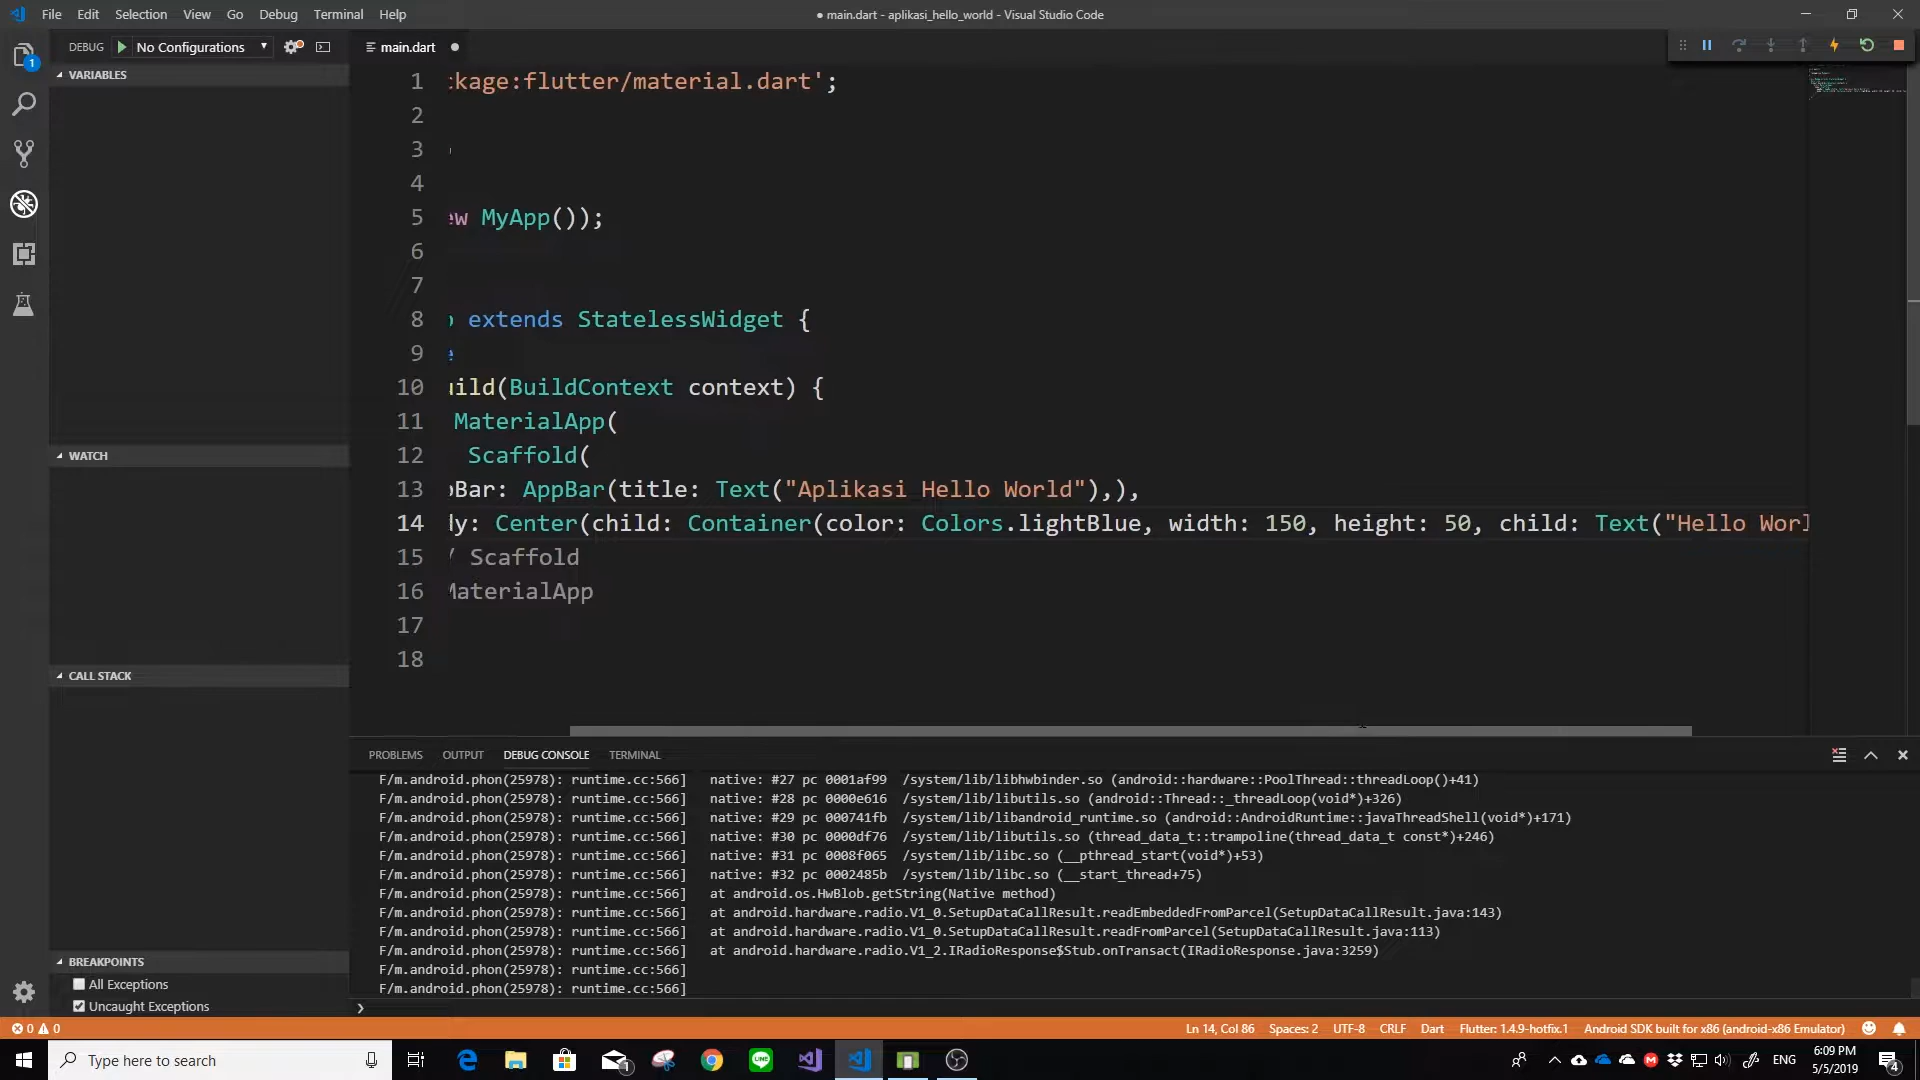 File Edit Selection View Go Debug Terminal Help
● main.dart - aplikasi_hello_world - Visual Studio Code
DEBUG No Configurations
main.dart
1
VARIABLES
WATCH
CALL STACK
BREAKPOINTS
All Exceptions
Uncaught Exceptions
1 kage:flutter/material.dart';
2
3
4
5 ew MyApp());
6
7
8 extends StatelessWidget {
9 e
10 uild(BuildContext context) {
11 MaterialApp(
12 Scaffold(
13 pBar: AppBar(title: Text("Aplikasi Hello World"),),
14 dy: Center(child: Container(color: Colors.lightBlue, width: 150, height: 50, child: Text("Hello Worl
15 / Scaffold
16 MaterialApp
17
18
PROBLEMS OUTPUT DEBUG CONSOLE TERMINAL
F/m.android.phon(25978): runtime.cc:566] native: #27 pc 0001af99 /system/lib/libhwbinder.so (android::hardware::PoolThread::threadLoop()+41)
F/m.android.phon(25978): runtime.cc:566] native: #28 pc 0000e616 /system/lib/libutils.so (android::Thread::_threadLoop(void*)+326)
F/m.android.phon(25978): runtime.cc:566] native: #29 pc 000741fb /system/lib/libandroid_runtime.so (android::AndroidRuntime::javaThreadShell(void*)+171)
F/m.android.phon(25978): runtime.cc:566] native: #30 pc 0000df76 /system/lib/libutils.so (thread_data_t::trampoline(thread_data_t const*)+246)
F/m.android.phon(25978): runtime.cc:566] native: #31 pc 0008f065 /system/lib/libc.so (__pthread_start(void*)+53)
F/m.android.phon(25978): runtime.cc:566] native: #32 pc 0002485b /system/lib/libc.so (__start_thread+75)
F/m.android.phon(25978): runtime.cc:566] at android.os.HwBlob.getString(Native method)
F/m.android.phon(25978): runtime.cc:566] at android.hardware.radio.V1_0.SetupDataCallResult.readEmbeddedFromParcel(SetupDataCallResult.java:143)
F/m.android.phon(25978): runtime.cc:566] at android.hardware.radio.V1_0.SetupDataCallResult.readFromParcel(SetupDataCallResult.java:113)
F/m.android.phon(25978): runtime.cc:566] at android.hardware.radio.V1_2.IRadioResponse$Stub.onTransact(IRadioResponse.java:3259)
F/m.android.phon(25978): runtime.cc:566]
F/m.android.phon(25978): runtime.cc:566]
0 0 Ln 14, Col 86 Spaces: 2 UTF-8 CRLF Dart Flutter: 1.4.9-hotfix.1 Android SDK built for x86 (android-x86 Emulator)
Type here to search
1
LINE
ENG
6:09 PM
5/5/2019
4